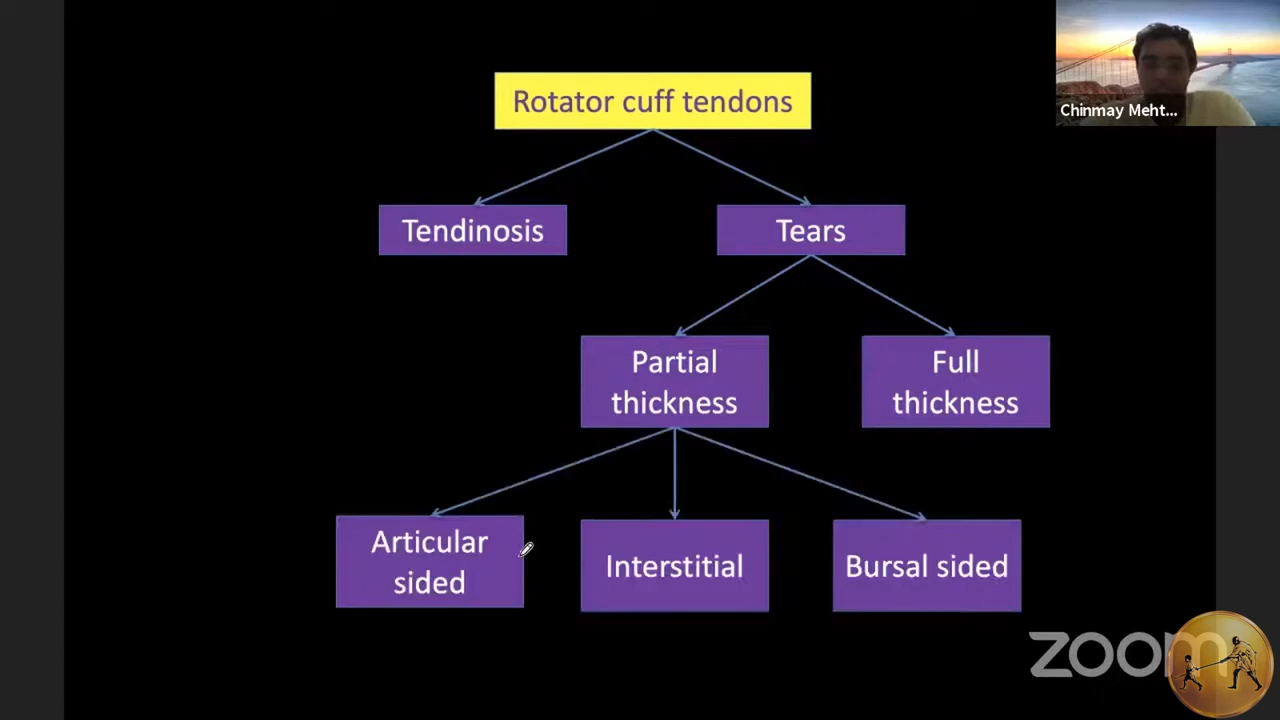 Chinmay Meht...
Rotator cuff tendons
Tendinosis
Tears
Partial
thickness
Full
thickness
Articular
sided
Interstitial
Bursal sided
zoom